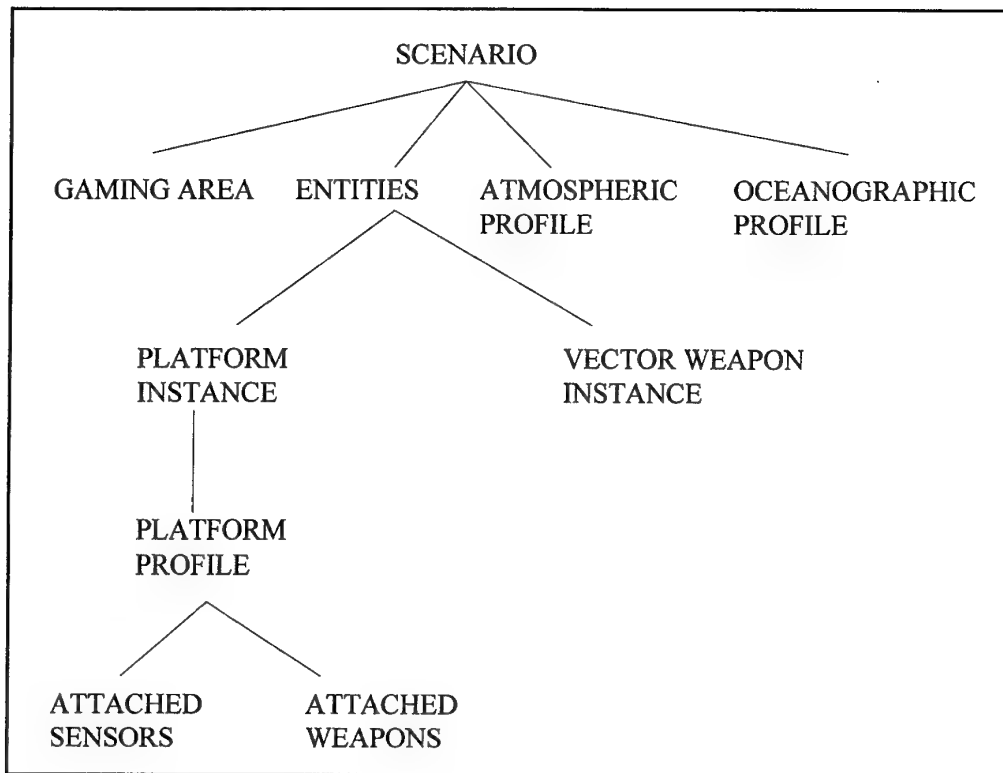 SCENARIO
GAMING AREA
ENTITIES
ATMOSPHERIC
PROFILE
OCEANOGRAPHIC
PROFILE
PLATFORM
INSTANCE
VECTOR WEAPON
INSTANCE
PLATFORM
PROFILE
ATTACHED
SENSORS
ATTACHED
WEAPONS